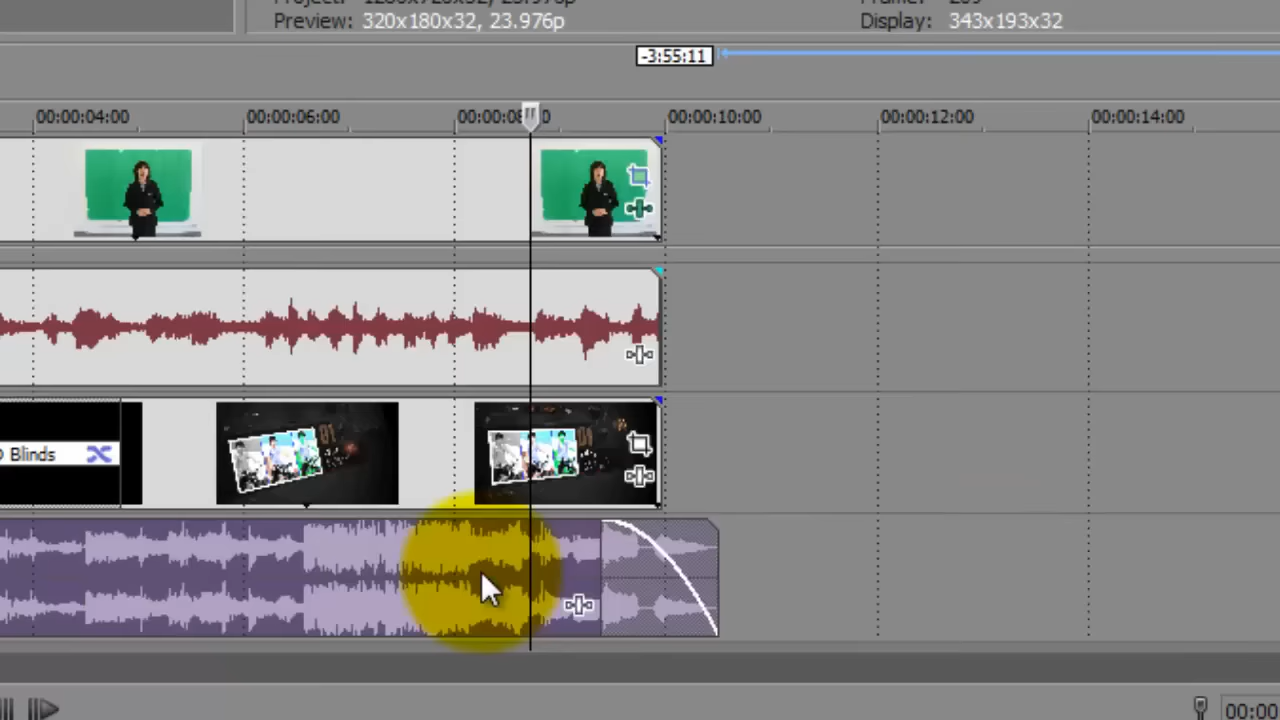 Project: 1280x720x32, 23.976p Frame: 209
Preview: 320x180x32, 23.976p Display: 343x193x32
-3:55:11
00:00:04:00 00:00:06:00 00:00:08 0 00:00:10:00 00:00:12:00 00:00:14:00
Blinds
00:00